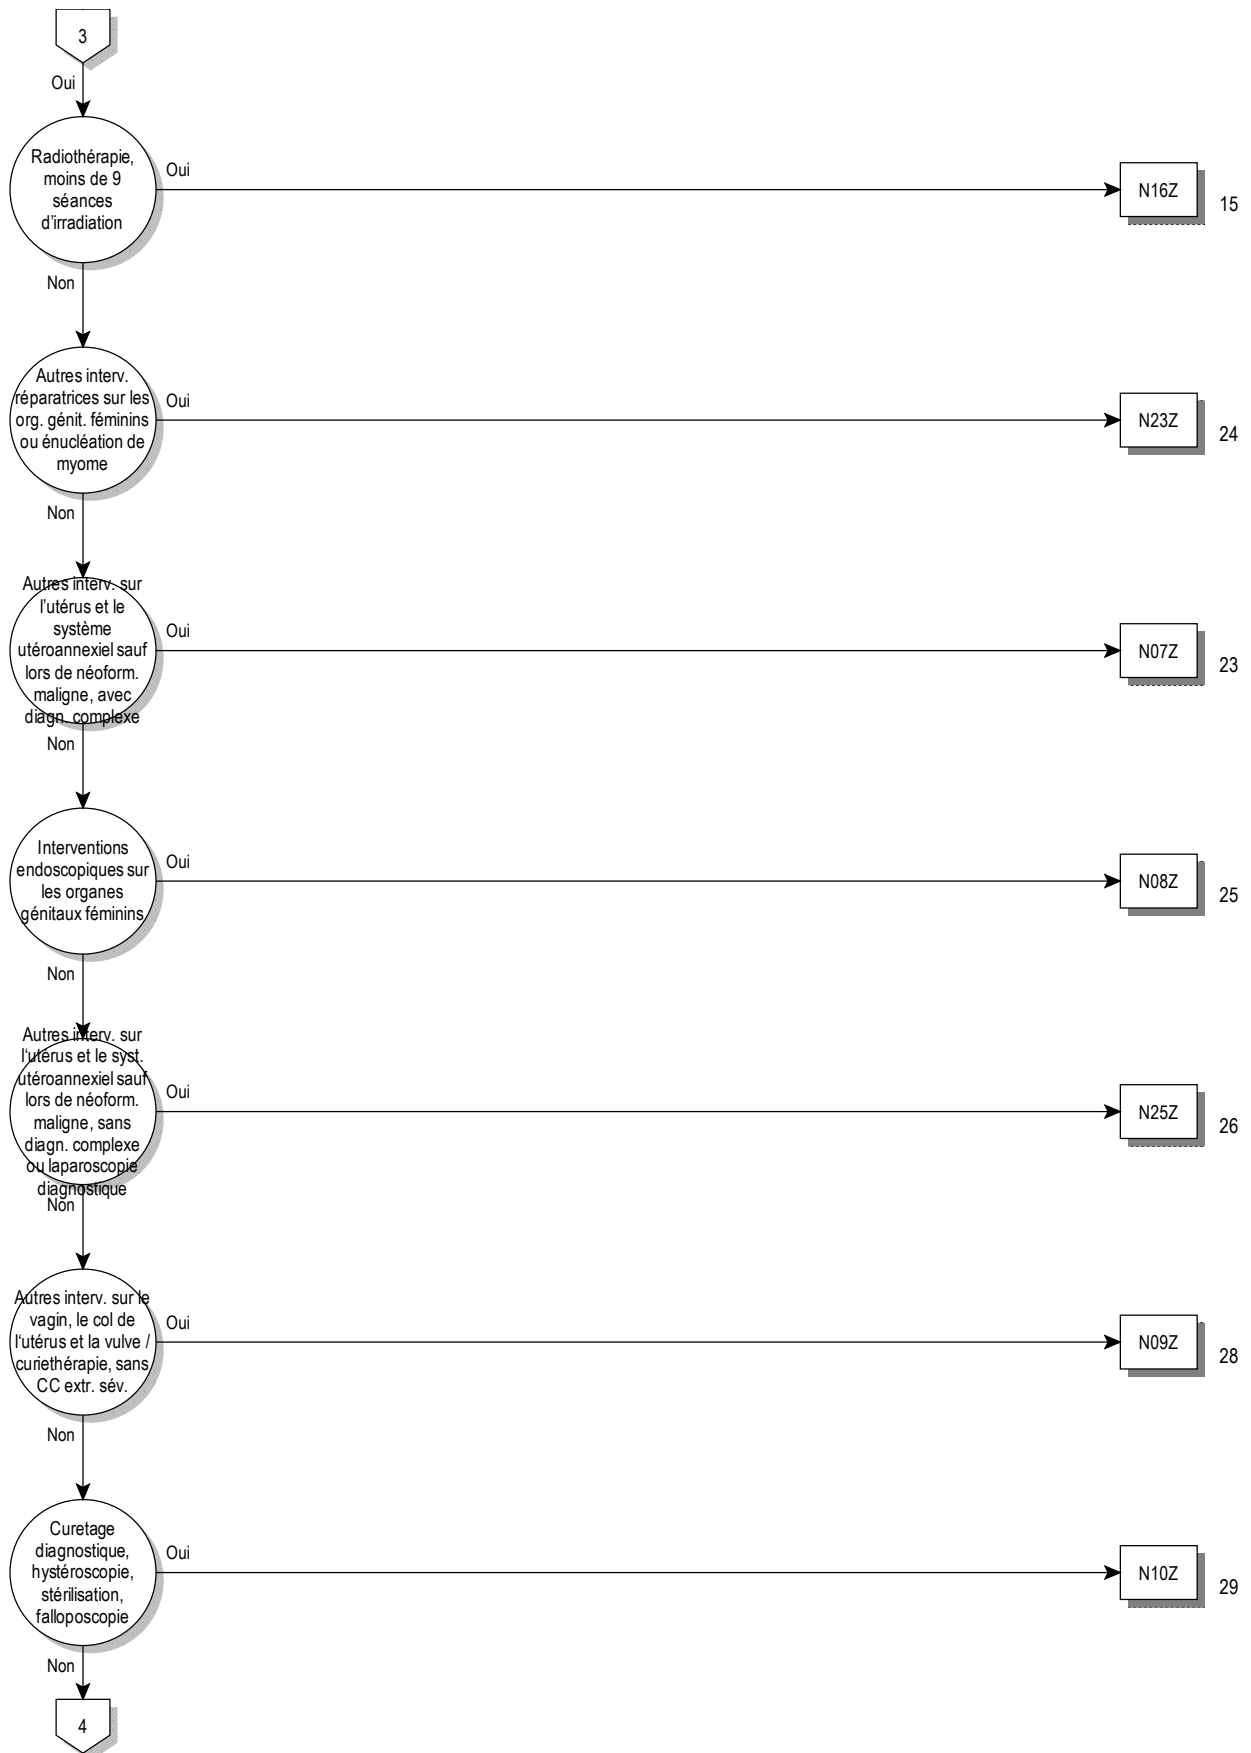 3
Oui
Radiothérapie,
moins de 9
séances
d'irradiation
Oui
N16Z
15
Non
Autres interv.
réparatrices sur les
org. génit. féminins
ou énucléation de
myome
Oui
N23Z
24
Non
Autres interv. sur
l'utérus et le
système
utéroannexiel sauf
lors de néoform.
maligne, avec
diagn. complexe
Oui
N07Z
23
Non
Interventions
endoscopiques sur
les organes
génitaux féminins
Oui
N08Z
25
Non
Autres interv. sur
l'utérus et le syst.
utéroannexiel sauf
lors de néoform.
maligne, sans
diagn. complexe
ou laparoscopie
diagnostique
Oui
N25Z
26
Non
Autres interv. sur le
vagin, le col de
l'utérus et la vulve /
curiethérapie, sans
CC extr. sév.
Oui
N09Z
28
Non
Curetage
diagnostique,
hystéroscopie,
stérilisation,
falloposcopie
Oui
N10Z
29
Non
4